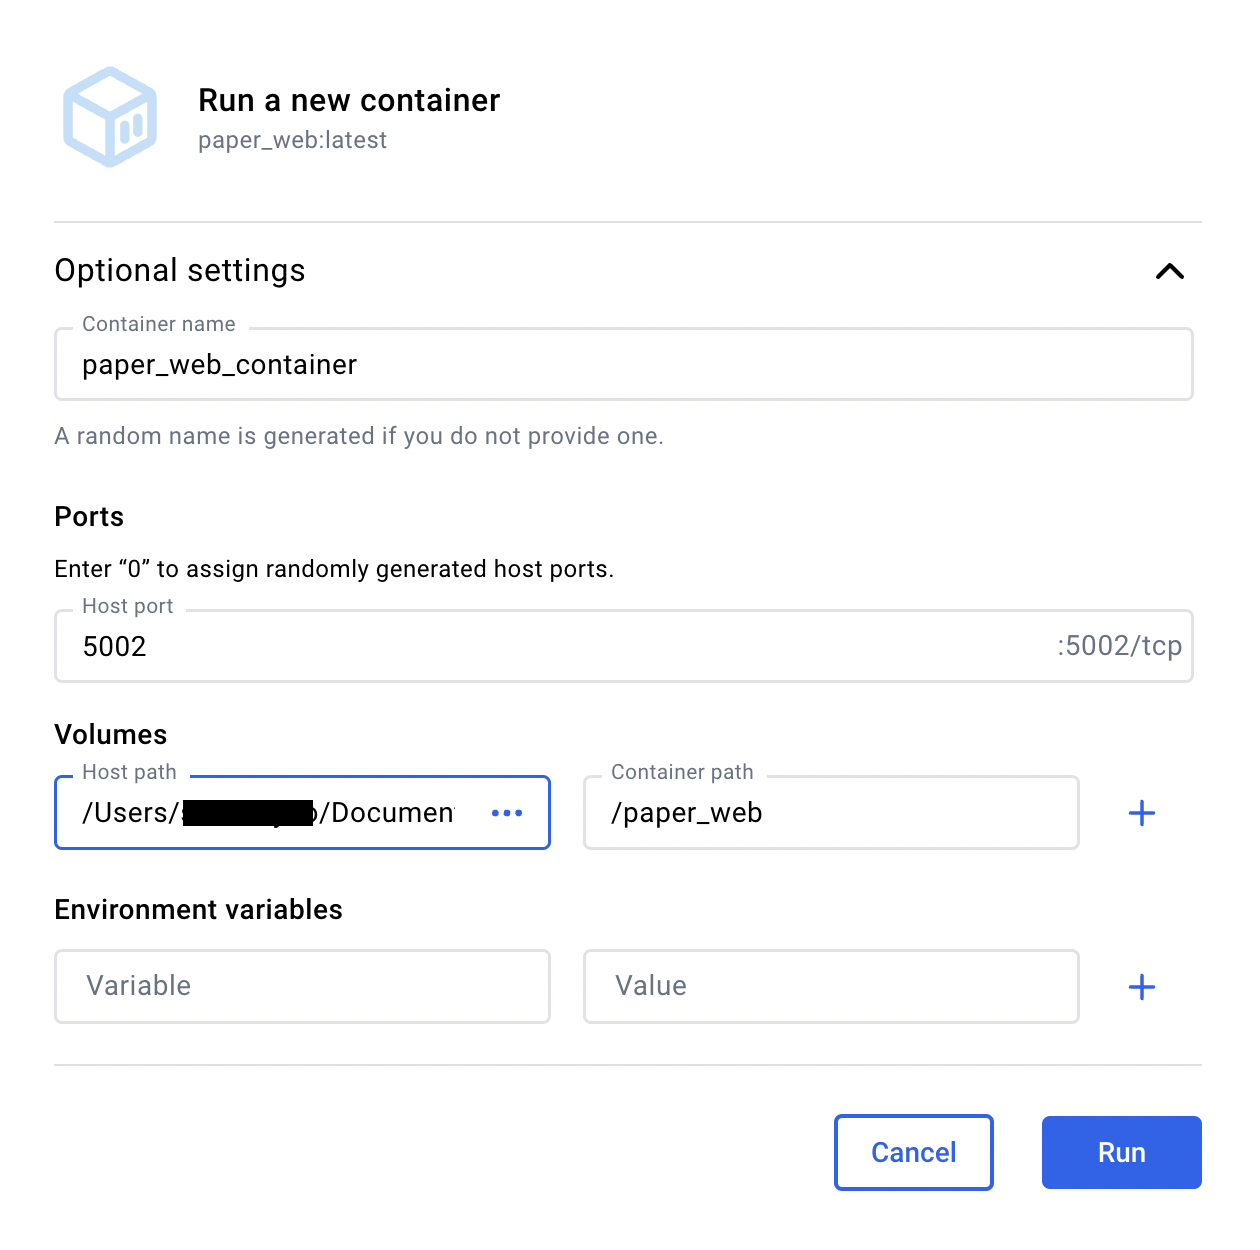 Run a new container
paper_web:latest
Optional settings
Container name
paper_web_container
A random name is generated if you do not provide one.
Ports
Enter “0” to assign randomly generated host ports.
Host port
5002 :5002/tcp
Volumes
Host path Container path
/Users/ /Documen /paper_web
Environment variables
Variable Value
Cancel Run